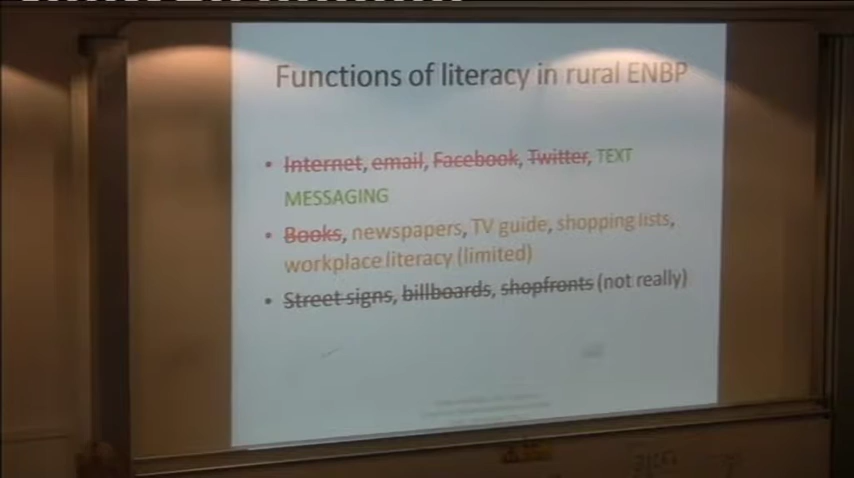 Functions of literacy in rural ENBP
• Internet, email, Facebook, Twitter, TEXT
MESSAGING
• Books, newspapers, TV guide, shopping lists,
workplace literacy (limited)
• Street signs, billboards, shopfronts (not really)